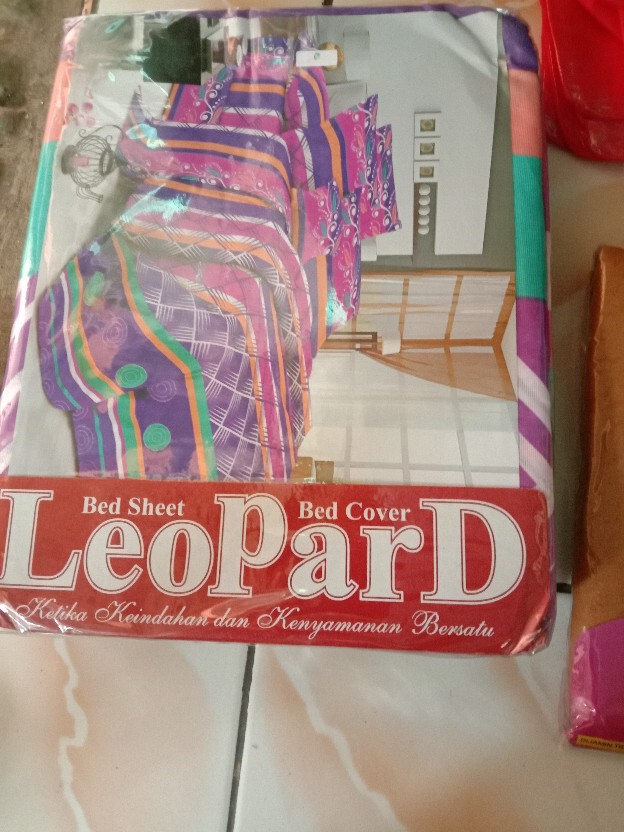 Bed Sheet Bed Cover
LeoParD
Ketika Keindahan dan Kenyamanan Bersatu